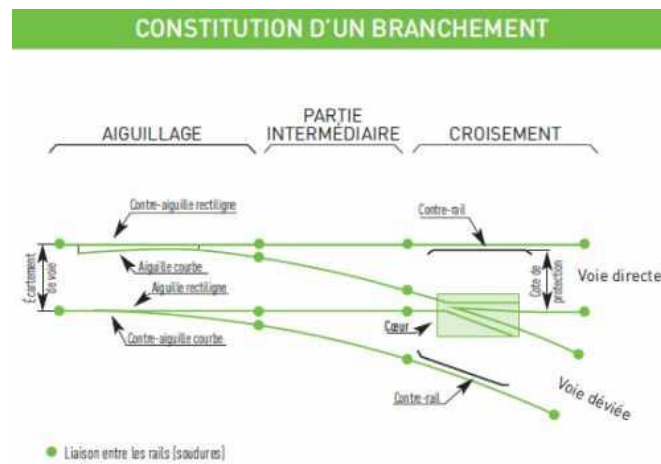 CONSTITUTION D'UN BRANCHEMENT
AIGUILLAGE
PARTIE
INTERMÉDIAIRE
CROISEMENT
Contre-aiguille rectiligne
Contre-rail
Écartement
de voie
Aiguille courbe
Aiguille rectiligne
Cote de
protection
Voie directe
Contre-aiguille courbe
Cœur
Contre-rail
Voie déviée
Liaison entre les rails (soudures)